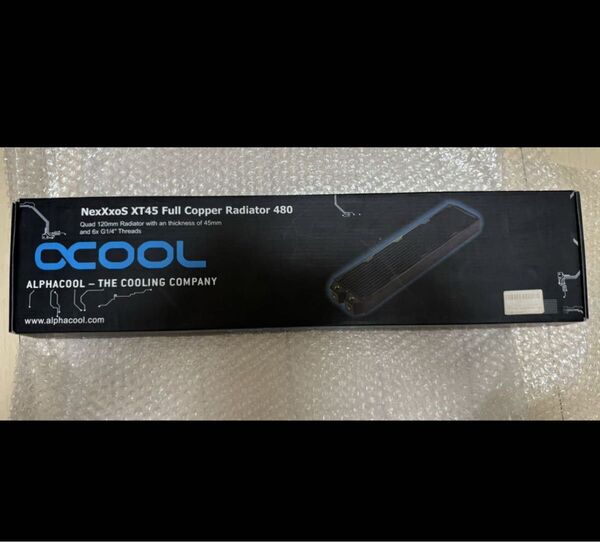 NexXxoS XT45 Full Copper Radiator 480
Quad 120mm Radiator with an thickness of 45mm
and 6x G1/4" Threads
COOL
ALPHACOOL – THE COOLING COMPANY
www.alphacool.com